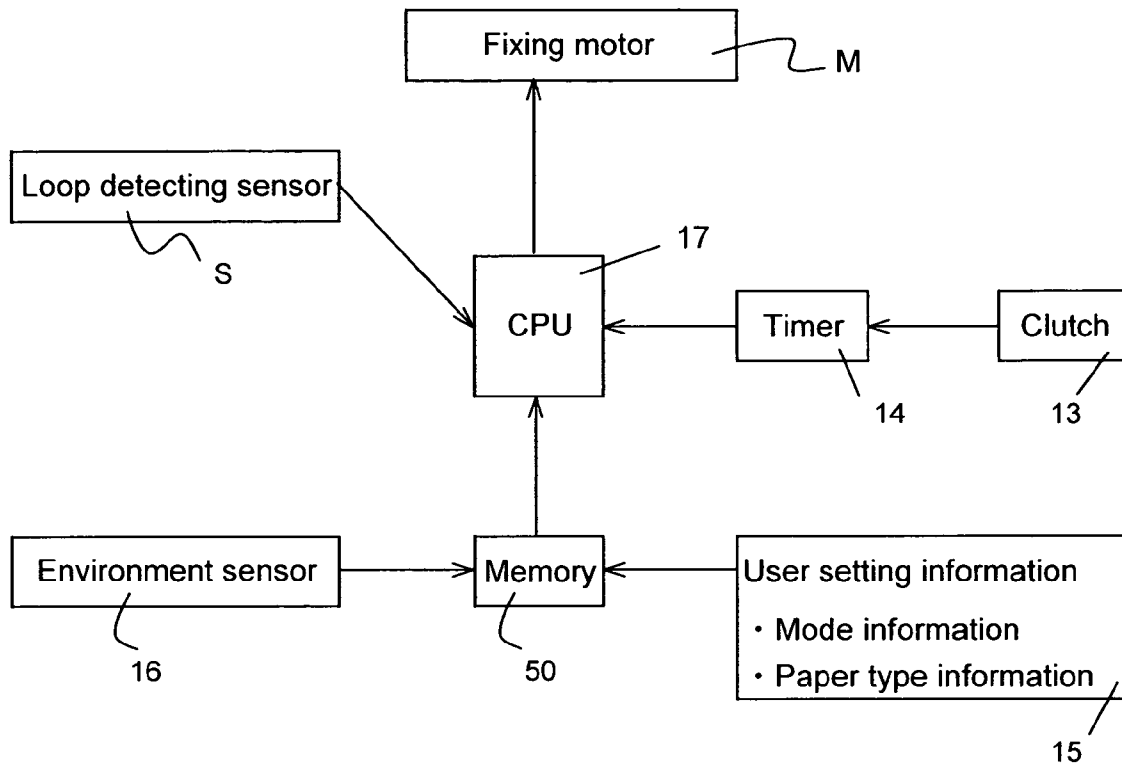 Fixing motor
M
Loop detecting sensor
S
17
CPU
Timer
Clutch
14
13
Environment sensor
Memory
User setting information
・Mode information
・Paper type information
16
50
15